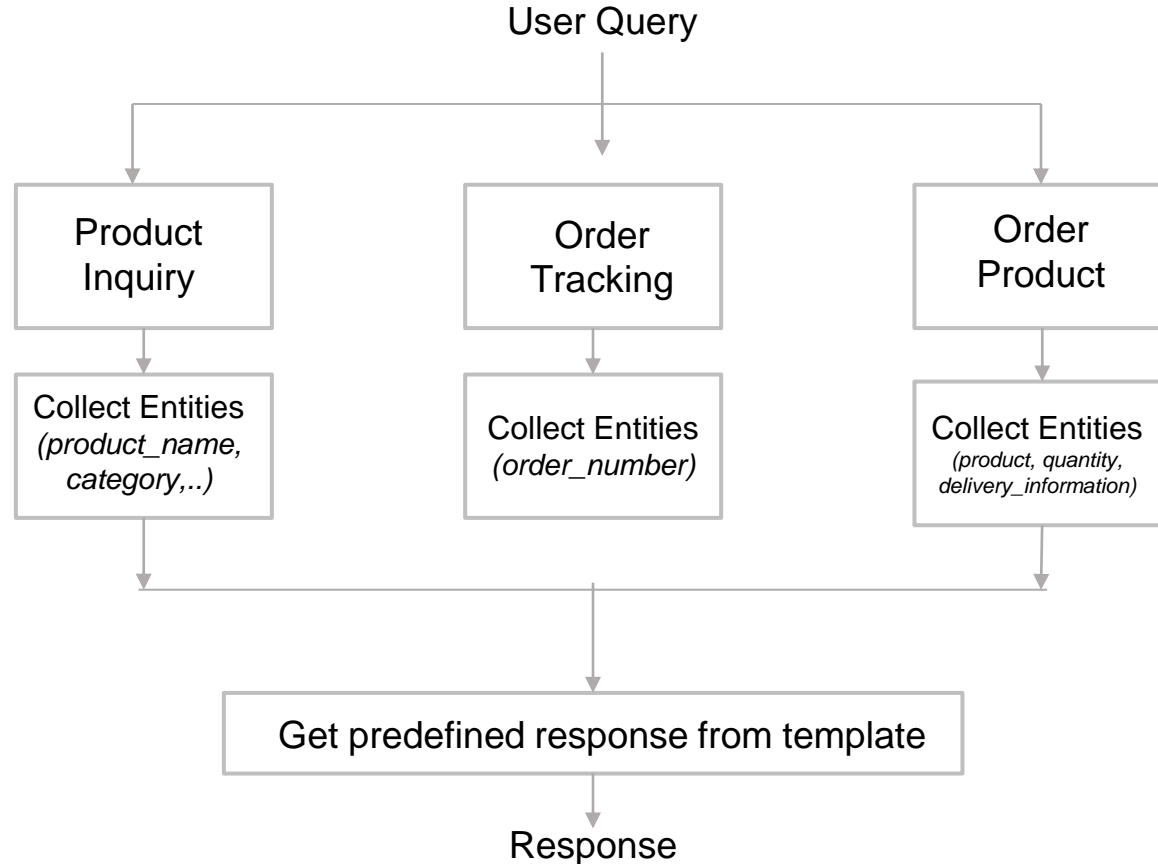 User Query
Product
Inquiry
Order
Tracking
Order
Product
Collect Entities
(product_name,
category,..)
Collect Entities
(order_number)
Collect Entities
(product, quantity,
delivery_information)
Get predefined response from template
Response